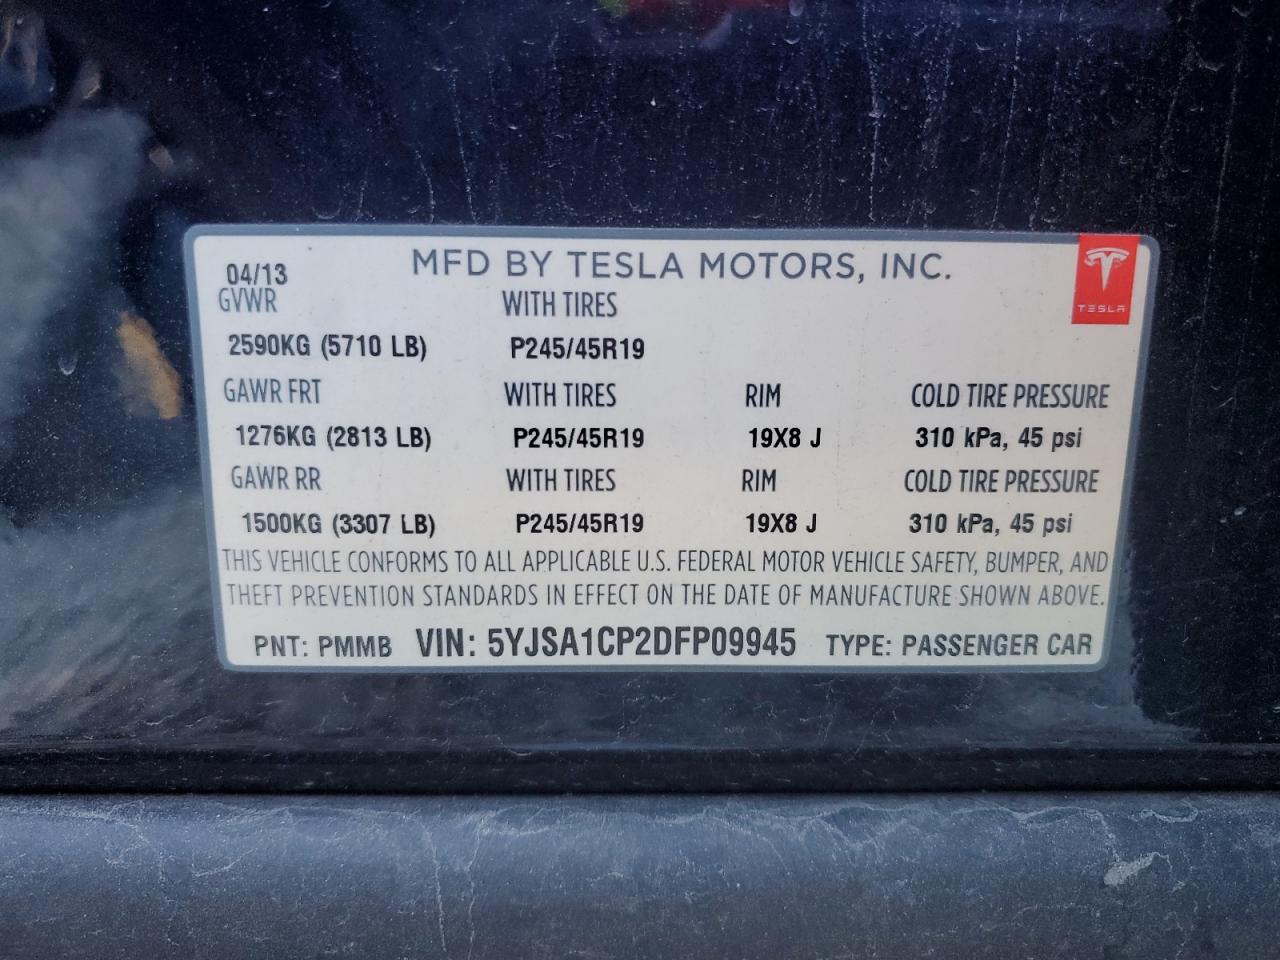 04/13 MFD BY TESLA MOTORS, INC.
TESLA
GVWR WITH TIRES
2590KG (5710 LB) P245/45R19
GAWR FRT WITH TIRES RIM COLD TIRE PRESSURE
1276KG (2813 LB) P245/45R19 19X8 J 310 kPa, 45 psi
GAWR RR WITH TIRES RIM COLD TIRE PRESSURE
1500KG (3307 LB) P245/45R19 19X8 J 310 kPa, 45 psi
THIS VEHICLE CONFORMS TO ALL APPLICABLE U.S. FEDERAL MOTOR VEHICLE SAFETY, BUMPER, AND
THEFT PREVENTION STANDARDS IN EFFECT ON THE DATE OF MANUFACTURE SHOWN ABOVE.
PNT: PMMB VIN: 5YJSA1CP2DFP09945 TYPE: PASSENGER CAR